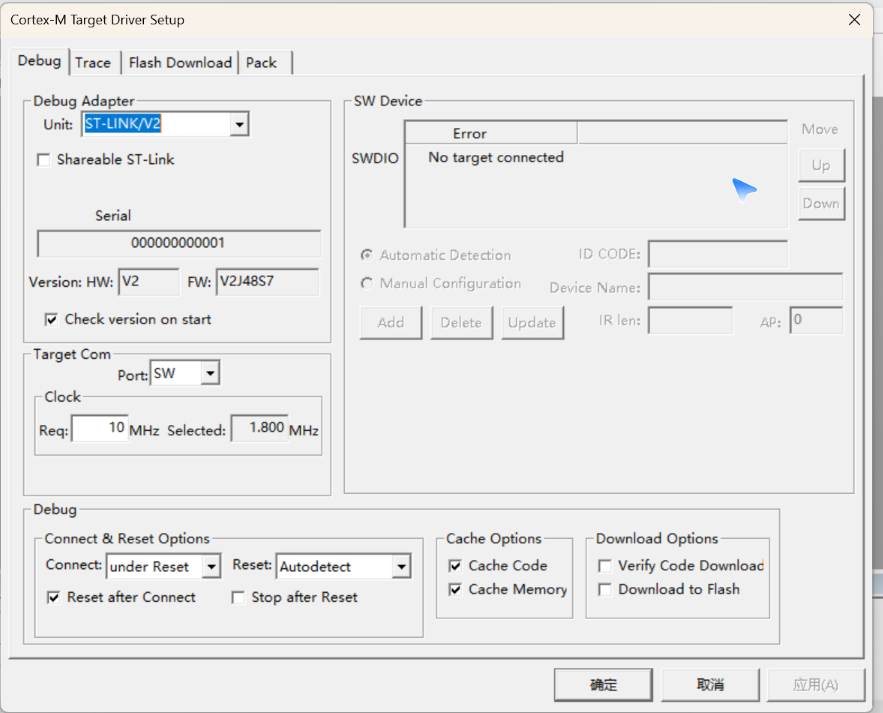 Cortex-M Target Driver Setup
Debug Trace Flash Download Pack
Debug Adapter
Unit: ST-LINK/V2
Shareable ST-Link
Serial
000000000001
Version: HW: V2 FW: V2J48S7
Check version on start
Target Com
Port: SW
Clock
Req: 10 MHz Selected: 1.800 MHz
SW Device
Error
SWDIO No target connected
Move
Up
Down
Automatic Detection ID CODE:
Manual Configuration Device Name:
Add Delete Update IR len: AP: 0
Debug
Connect & Reset Options
Connect: under Reset Reset: Autodetect
Reset after Connect Stop after Reset
Cache Options
Cache Code
Cache Memory
Download Options
Verify Code Download
Download to Flash
确定 取消 应用(A)